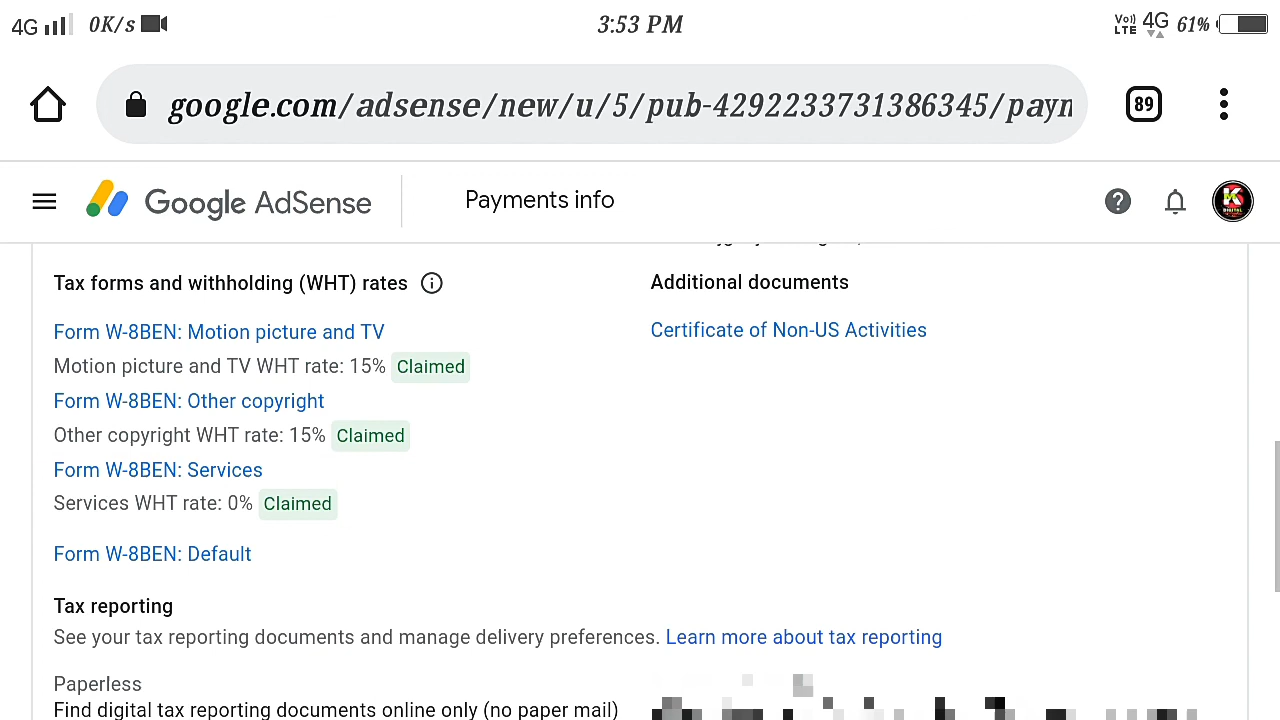 4G 0K/s 3:53 PM Vo)) LTE 4G 61%
google.com/adsense/new/u/5/pub-4292233731386345/payn 89
Google AdSense Payments info
Tax forms and withholding (WHT) rates
Form W-8BEN: Motion picture and TV
Motion picture and TV WHT rate: 15% Claimed
Form W-8BEN: Other copyright
Other copyright WHT rate: 15% Claimed
Form W-8BEN: Services
Services WHT rate: 0% Claimed
Form W-8BEN: Default
Additional documents
Certificate of Non-US Activities
Tax reporting
See your tax reporting documents and manage delivery preferences. Learn more about tax reporting
Paperless
Find digital tax reporting documents online only (no paper mail)